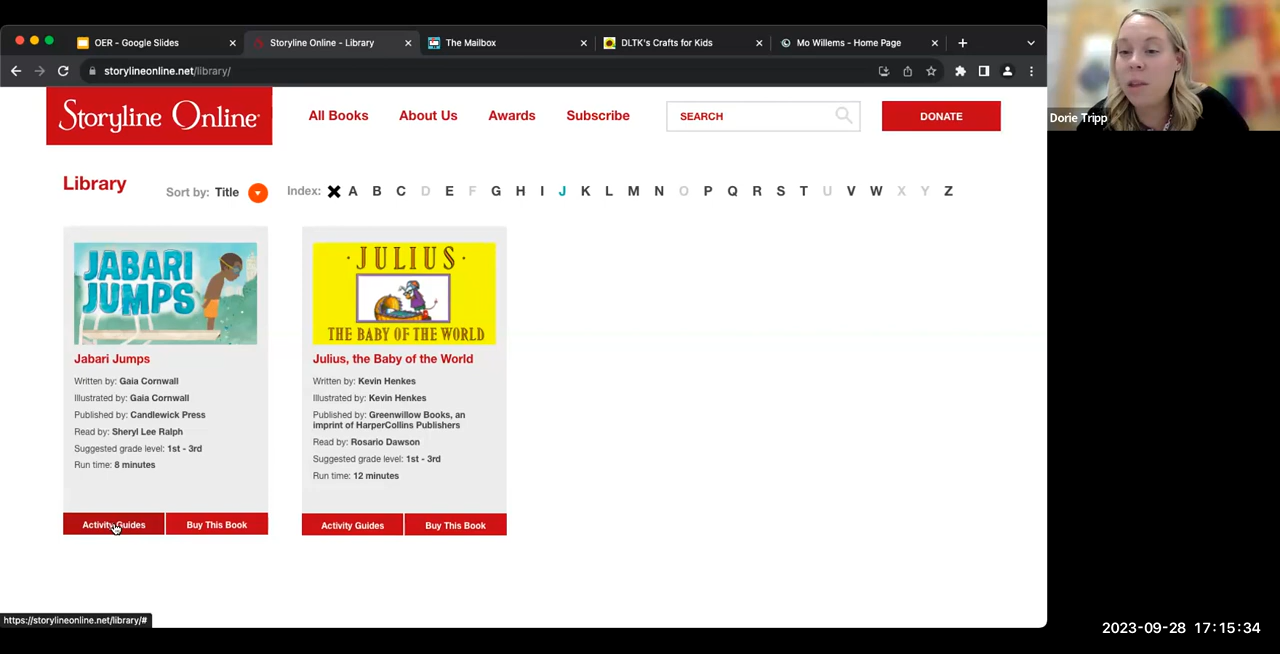 OER - Google Slides
Storyline Online - Library
The Mailbox
DLTK's Crafts for Kids
Mo Willems - Home Page
storylineonline.net/library/
Dorie Tripp
Storyline Online
All Books
About Us
Awards
Subscribe
SEARCH
DONATE
Library
Sort by: Title
Index: A B C D E F G H I J K L M N O P Q R S T U V W X Y Z
JABARI
JUMPS
Jabari Jumps
Written by: Gaia Cornwall
Illustrated by: Gaia Cornwall
Published by: Candlewick Press
Read by: Sheryl Lee Ralph
Suggested grade level: 1st - 3rd
Run time: 8 minutes
Activity Guides
Buy This Book
· JULIUS ·
THE BABY OF THE WORLD
Julius, the Baby of the World
Written by: Kevin Henkes
Illustrated by: Kevin Henkes
Published by: Greenwillow Books, an
imprint of HarperCollins Publishers
Read by: Rosario Dawson
Suggested grade level: 1st - 3rd
Run time: 12 minutes
Activity Guides
Buy This Book
https://storylineonline.net/library/#
2023-09-28 17:15:34